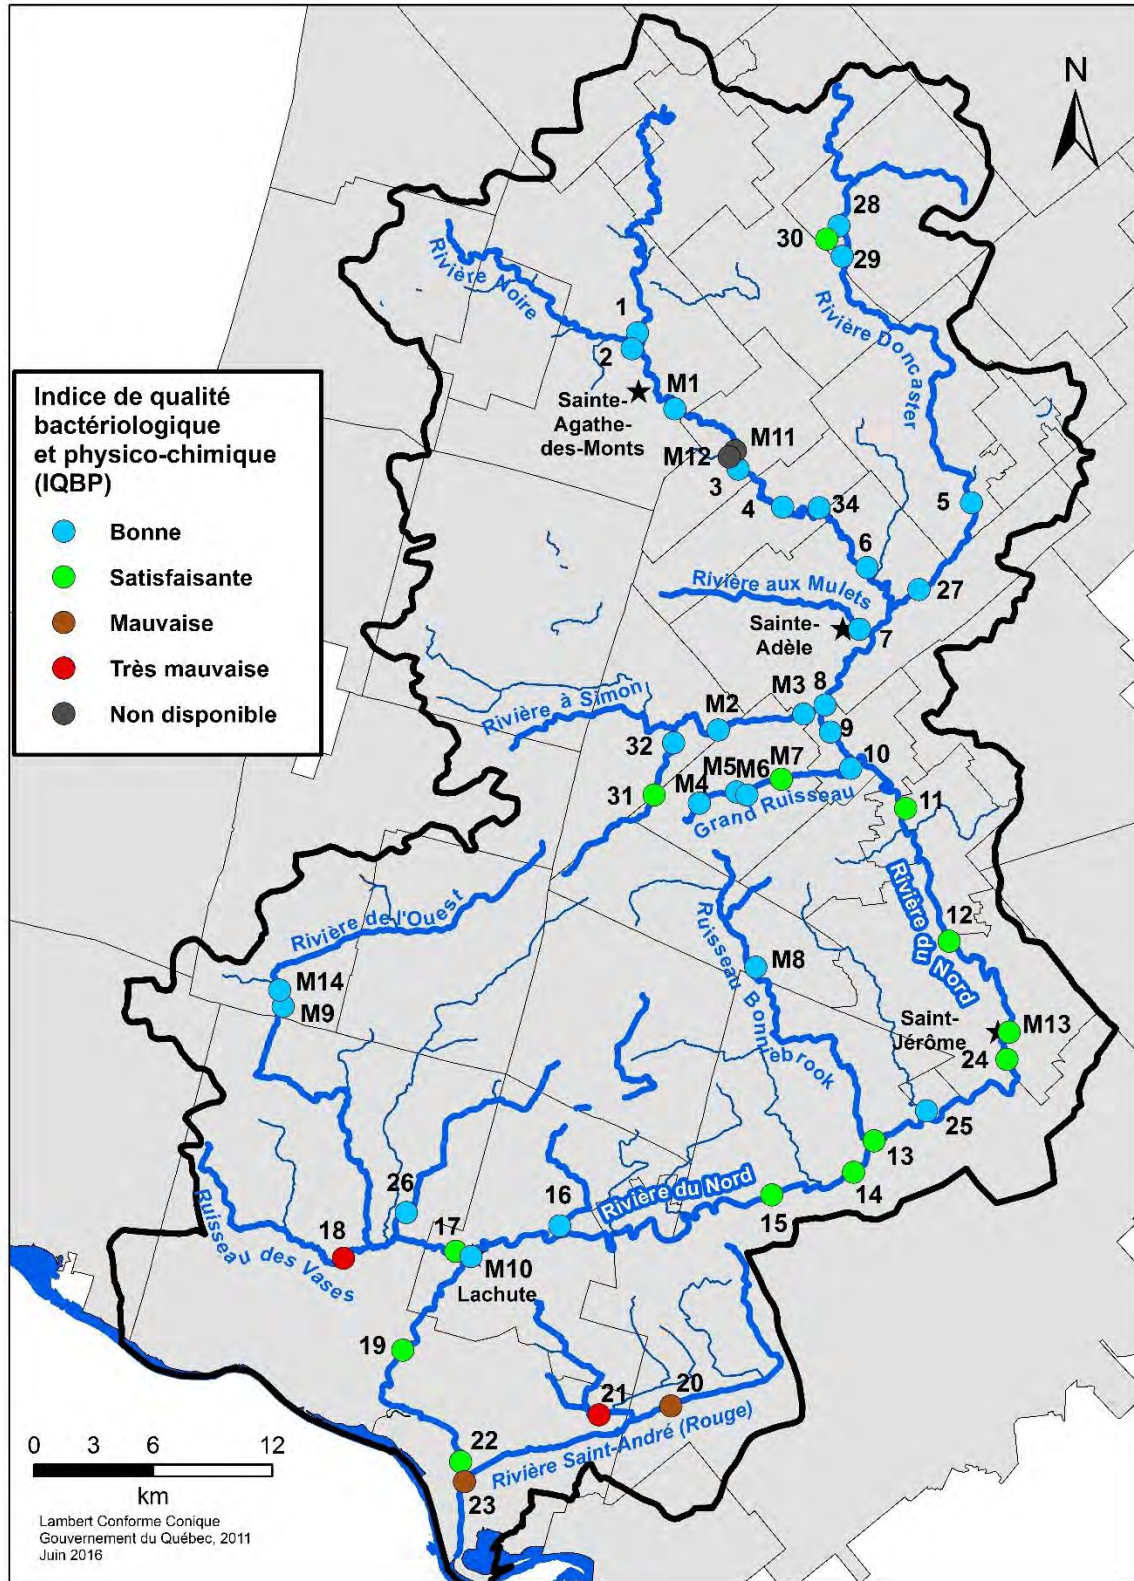 N
28
30
29
Rivière Noire
Rivière Doncaster
1
2
M1
Sainte-
Agathe-
des-Monts
M11
M12
3
4
34
5
6
Rivière aux Mulets
27
Sainte-
Adèle
7
Indice de qualité
bactériologique
et physico-chimique
(IQBP)
Bonne
Satisfaisante
Mauvaise
Très mauvaise
Non disponible
Rivière à Simon
M2
M3
8
9
32
10
M5
M6
M7
31
M4
Grand Ruisseau
11
Rivière de l'Ouest
Ruisseau Bonniebrook
Rivière du Nord
12
M8
M14
M9
Saint-
Jérôme
M13
24
25
13
14
26
16
Rivière du Nord
15
Ruisseau des Vases
18
17
M10
Lachute
19
21
20
22
Rivière Saint-André (Rouge)
23
0 3 6 12
km
Lambert Conforme Conique
Gouvernement du Québec, 2011
Juin 2016